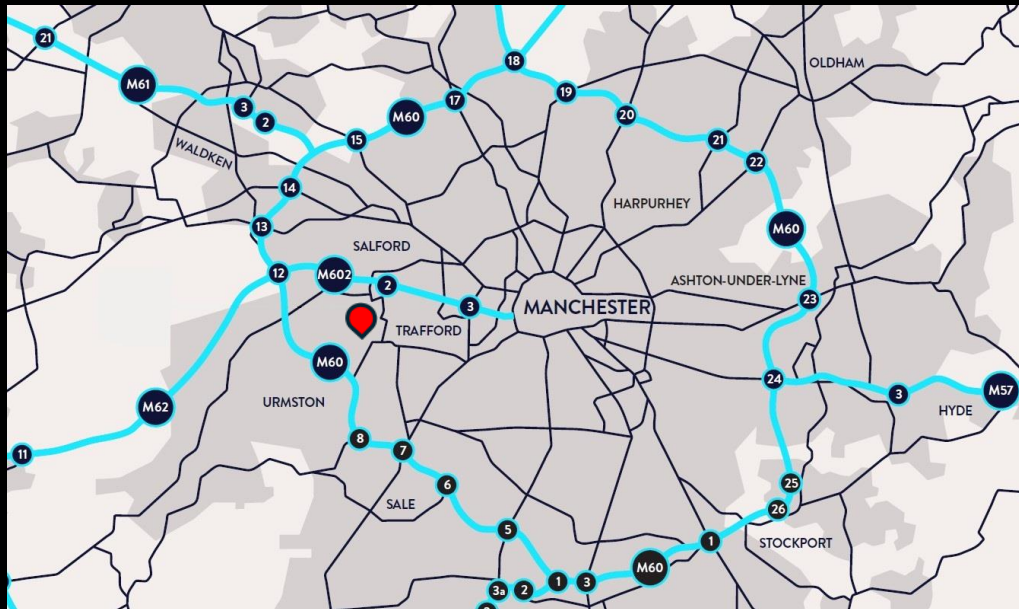 18
OLDHAM
21
M61
3
2
17
19
M60
20
15
21
WALDKEN
22
14
HARPURHEY
13
M60
SALFORD
12
M602
2
ASHTON-UNDER-LYNE
3
MANCHESTER
23
TRAFFORD
M60
24
URMSTON
M62
3
M57
HYDE
8
7
11
6
25
SALE
26
5
1
STOCKPORT
M60
1
3
3a
2